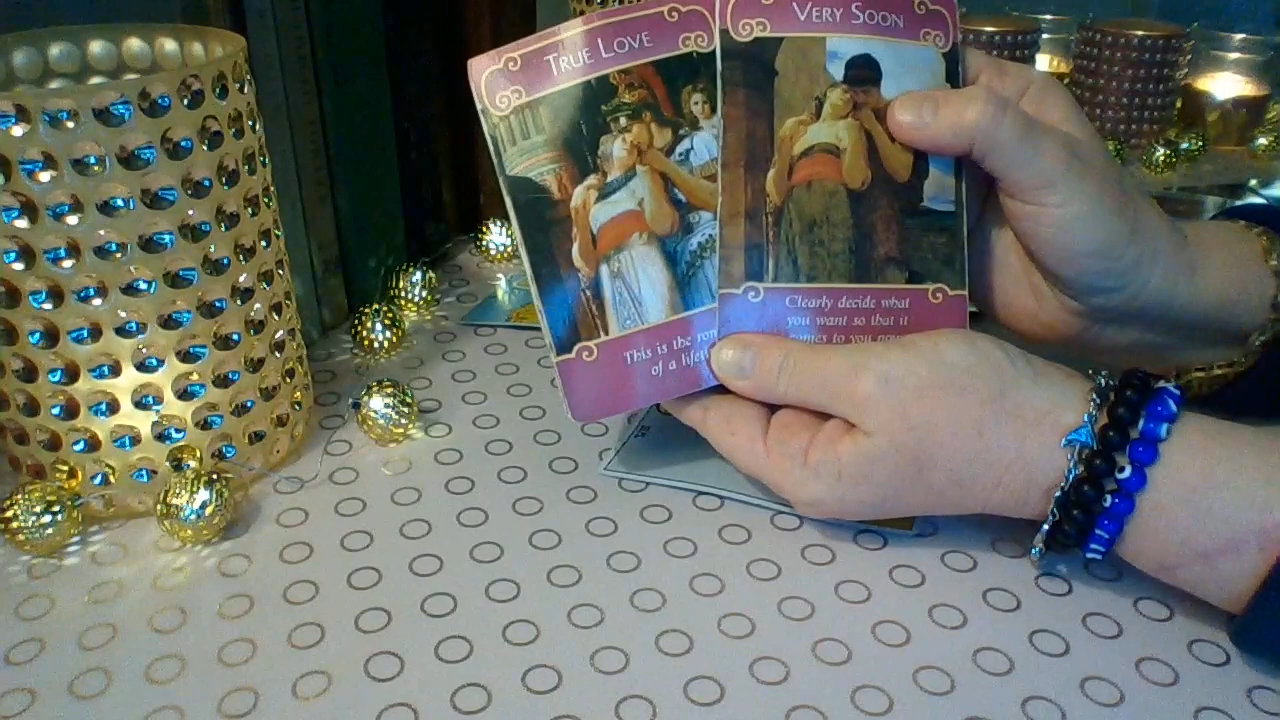 TRUE LOVE
This is the
of a
VERY SOON
Clearly decide what
you want so that it
comes to you now